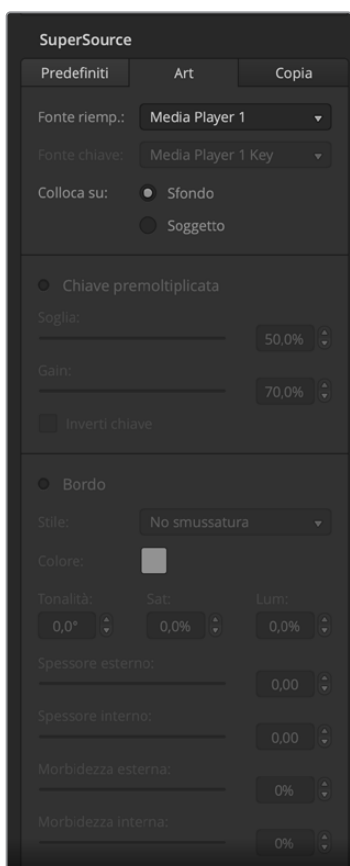 SuperSource
Predefiniti Art Copia
Fonte riemp.: Media Player 1
Fonte chiave: Media Player 1 Key
Colloca su: Sfondo
Soggetto
Chiave premoltiplicata
Soglia:
50,0%
Gain:
70,0%
Inverti chiave
Bordo
Stile: No smussatura
Colore:
Tonalità: Sat: Lum:
0,0° 0,0% 0,0%
Spessore esterno:
0,00
Spessore interno:
0,00
Morbidezza esterna:
0%
Morbidezza interna:
0%